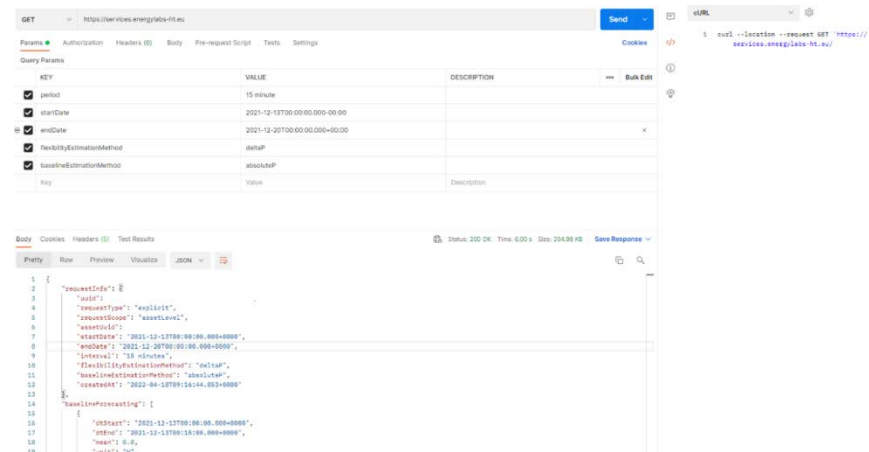 GET https://services.energylabs-ht.eu Send
Params Authorization Headers (6) Body Pre-request Script Tests Settings Cookies
Query Params
KEY VALUE DESCRIPTION ••• Bulk Edit
period 15 minute
startDate 2021-12-13T00:00:00.000-00:00
endDate 2021-12-20T00:00:00.000+00:00
flexibilityEstimationMethod deltaP
baselineEstimationMethod absoluteP
Key Value Description
Body Cookies Headers (5) Test Results Status: 200 OK Time: 6.00 s Size: 204.98 KB Save Response
Pretty Raw Preview Visualize JSON
1 {
2 "requestInfo": {
3 "uuid":
4 "requestType": "explicit",
5 "requestScope": "assetLevel",
6 "assetUuid":
7 "startDate": "2021-12-13T00:00:00.000+0000",
8 "endDate": "2021-12-20T00:00:00.000+0000",
9 "interval": "15 minutes",
10 "flexibilityEstimationMethod": "deltaP",
11 "baselineEstimationMethod": "absoluteP",
12 "createdAt": "2022-04-18T09:16:44.853+0000"
13 },
14 "baselineForecasting": [
15 {
16 "dtStart": "2021-12-13T00:00:00.000+0000",
17 "dtEnd": "2021-12-13T00:15:00.000+0000",
18 "mean": 0.0,
cURL
1 curl --location --request GET 'https://
services.energylabs-ht.eu/